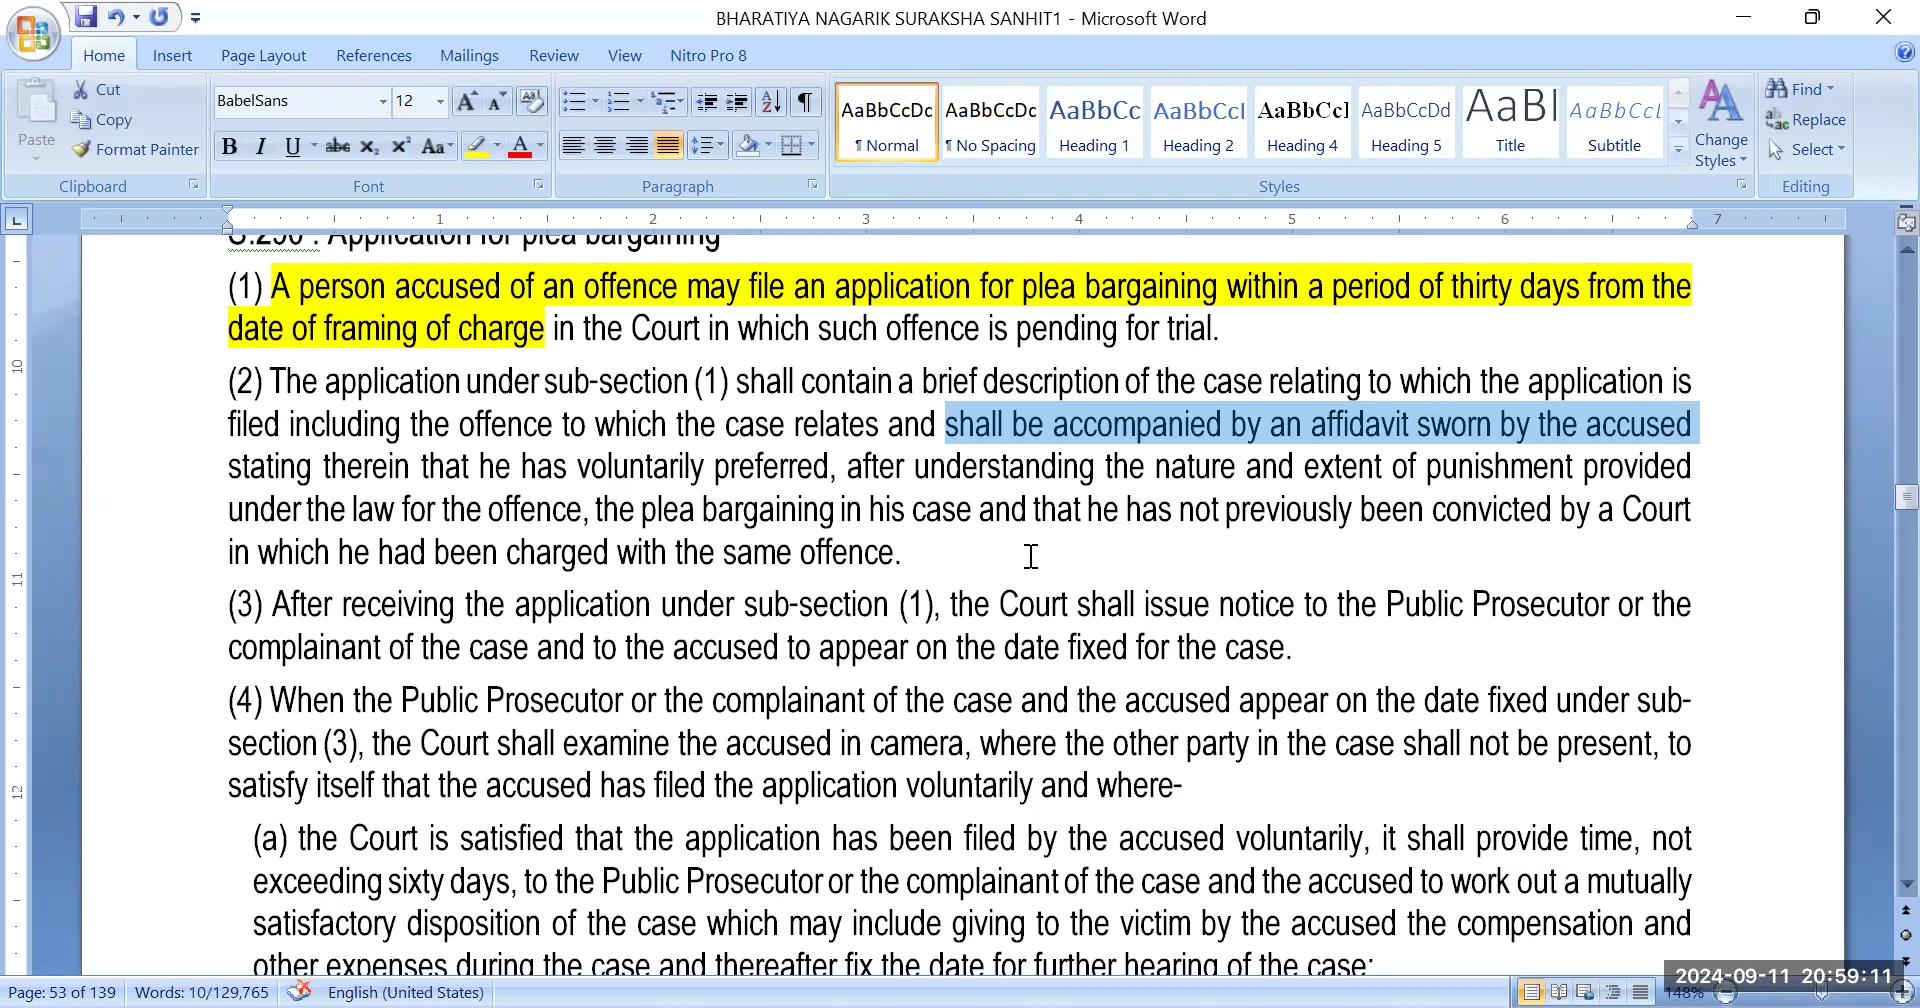 BHARATIYA NAGARIK SURAKSHA SANHIT1 - Microsoft Word
Home Insert Page Layout References Mailings Review View Nitro Pro 8
Paste
Cut
Copy
Format Painter
Clipboard
BabelSans 12
Font
Paragraph
AaBbCcDc AaBbCcDc AaBbCc AaBbCcI AaBbCcI AaBbCcDd AaBl AaBbCcL
¶ Normal ¶ No Spacing Heading 1 Heading 2 Heading 4 Heading 5 Title Subtitle
Change
Styles
Styles
Find
Replace
Select
Editing
1 2 3 4 5 6 7
10
11
12
S.290 : Application for plea bargaining
(1) A person accused of an offence may file an application for plea bargaining within a period of thirty days from the
date of framing of charge in the Court in which such offence is pending for trial.
(2) The application under sub-section (1) shall contain a brief description of the case relating to which the application is
filed including the offence to which the case relates and shall be accompanied by an affidavit sworn by the accused
stating therein that he has voluntarily preferred, after understanding the nature and extent of punishment provided
under the law for the offence, the plea bargaining in his case and that he has not previously been convicted by a Court
in which he had been charged with the same offence.
(3) After receiving the application under sub-section (1), the Court shall issue notice to the Public Prosecutor or the
complainant of the case and to the accused to appear on the date fixed for the case.
(4) When the Public Prosecutor or the complainant of the case and the accused appear on the date fixed under sub-
section (3), the Court shall examine the accused in camera, where the other party in the case shall not be present, to
satisfy itself that the accused has filed the application voluntarily and where-
(a) the Court is satisfied that the application has been filed by the accused voluntarily, it shall provide time, not
exceeding sixty days, to the Public Prosecutor or the complainant of the case and the accused to work out a mutually
satisfactory disposition of the case which may include giving to the victim by the accused the compensation and
other expenses during the case and thereafter fix the date for further hearing of the case;
Page: 53 of 139 Words: 10/129,765 English (United States) 148%
2024-09-11 20:59:11